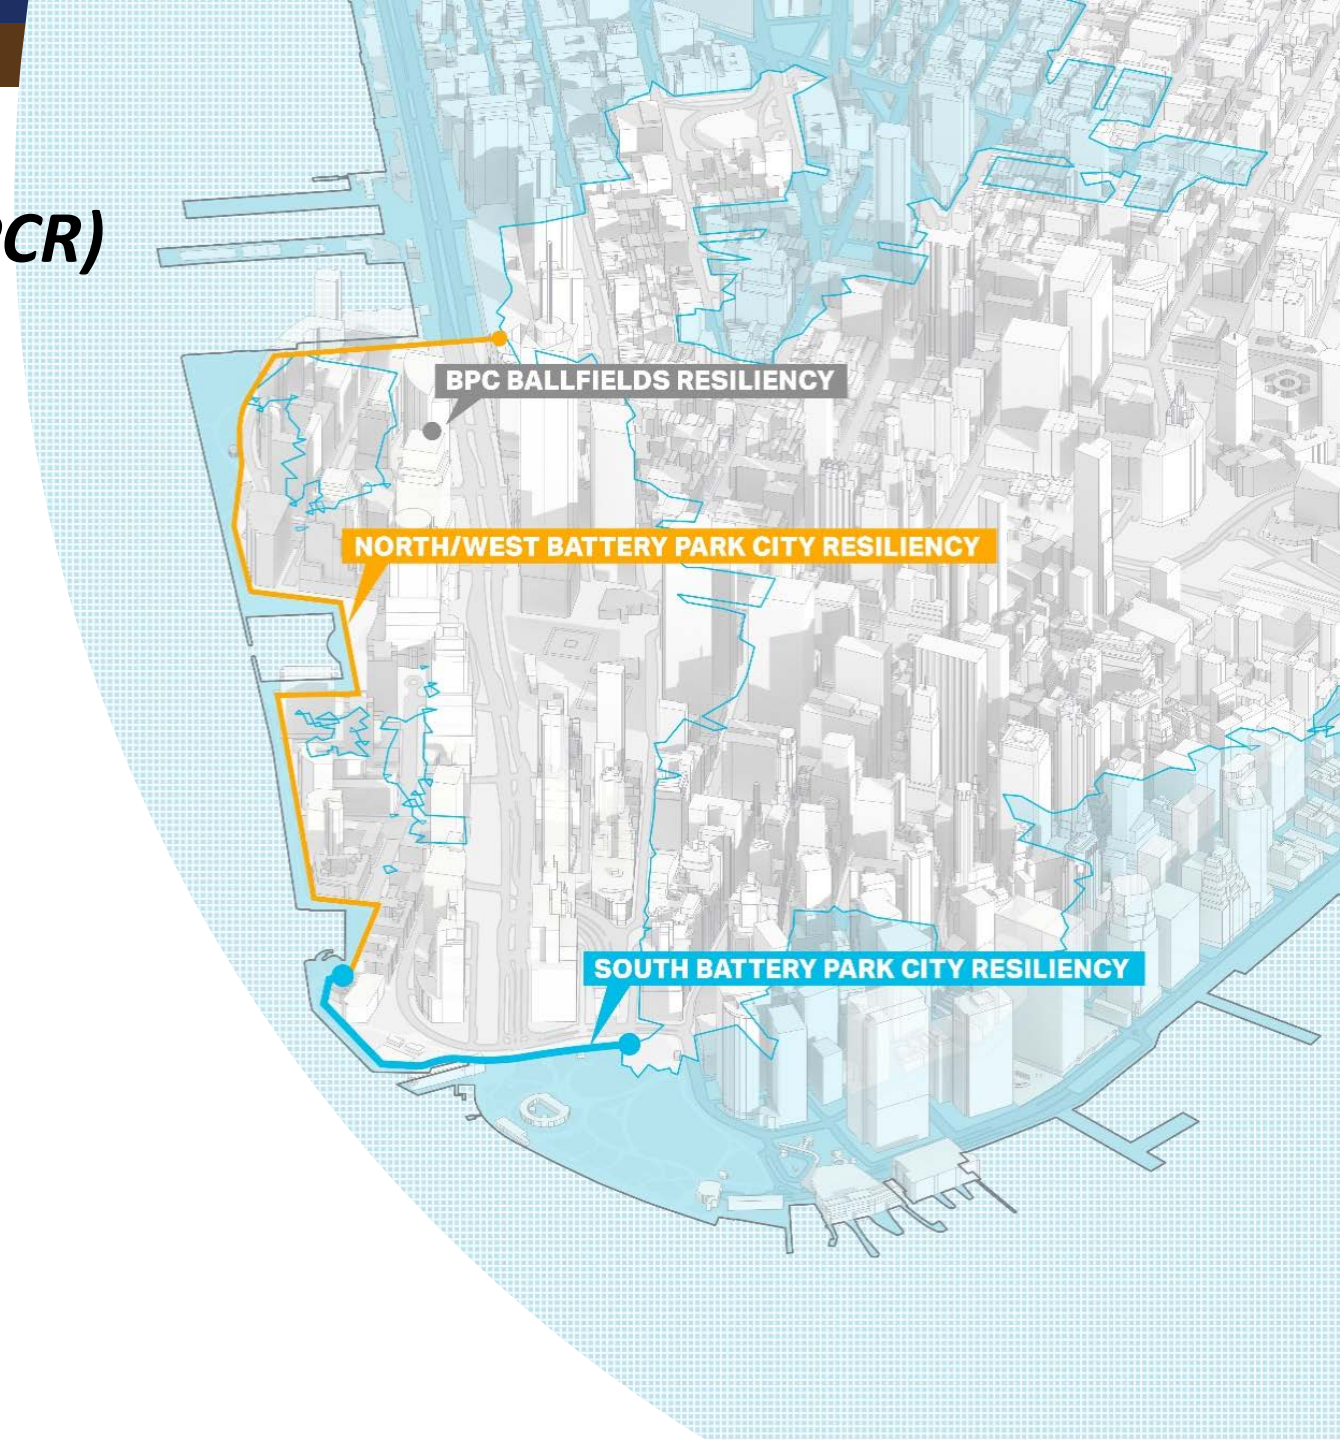 CR)
BPC BALLFIELDS RESILIENCY
NORTH/WEST BATTERY PARK CITY RESILIENCY
SOUTH BATTERY PARK CITY RESILIENCY